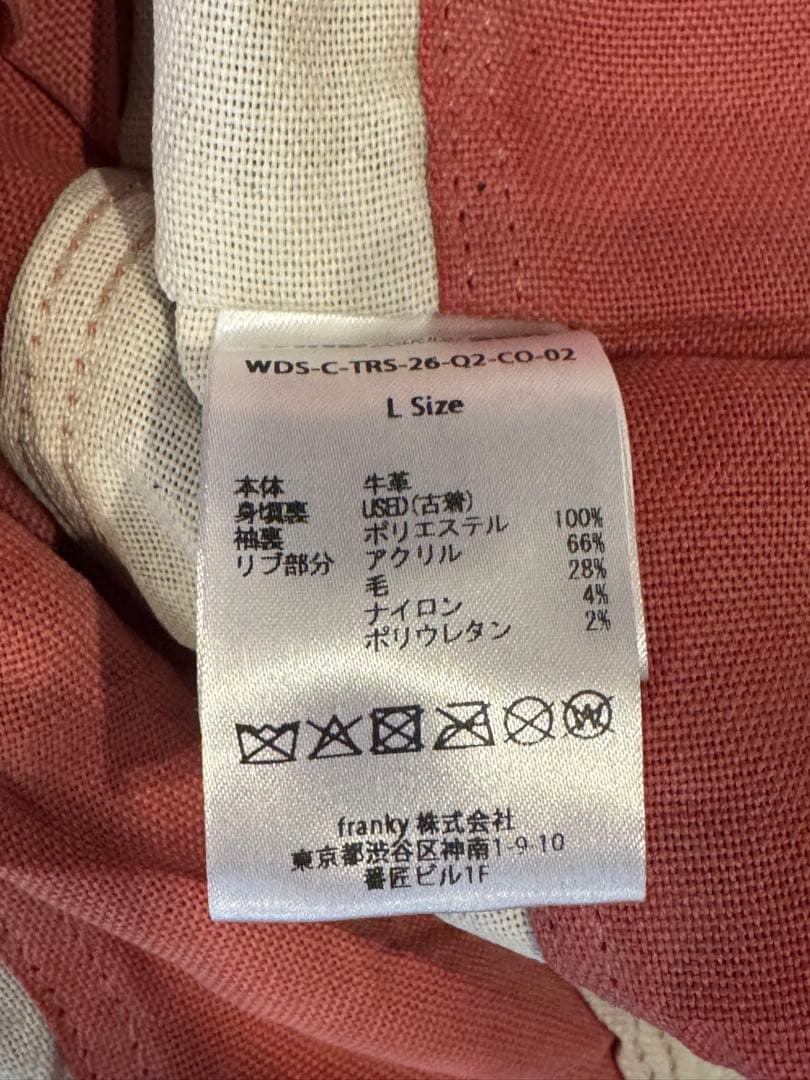 WDS-C-TRS-26-Q2-CO-02
L Size
本体 牛革
身頃裏 USED(古着)
袖裏 ポリエステル 100%
リブ部分 アクリル 66%
毛 28%
ナイロン 4%
ポリウレタン 2%
W
franky 株式会社
東京都渋谷区神南1-9-10
番匠ビル1F